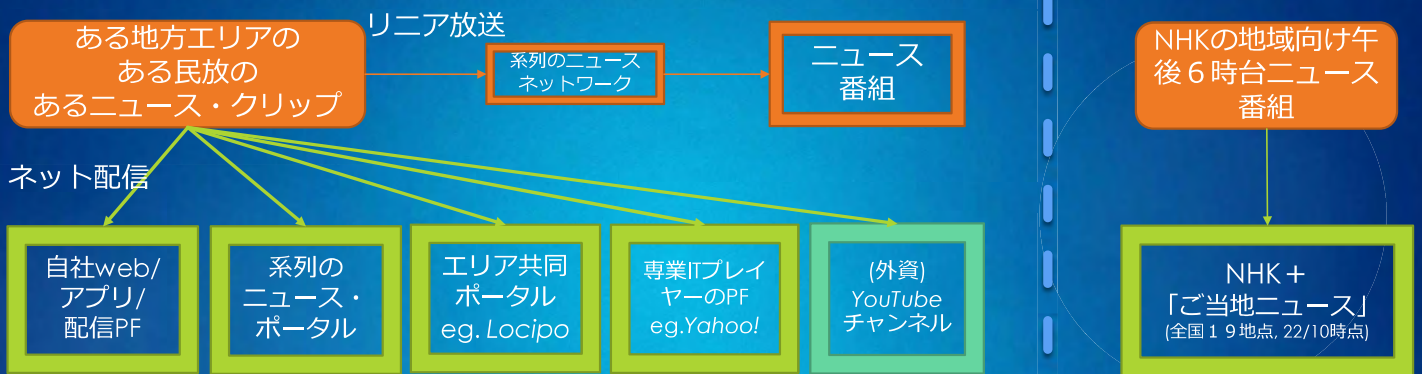 リニア放送
ある地方エリアの
ある民放の
あるニュース・クリップ
系列のニュース
ネットワーク
ニュース
番組
NHKの地域向け午
後６時台ニュース
番組
ネット配信
自社web/
アプリ/
配信PF
系列の
ニュース・
ポータル
エリア共同
ポータル
eg. Locipo
専業ITプレイ
ヤーのPF
eg.Yahoo!
(外資)
YouTube
チャンネル
NHK＋
「ご当地ニュース」
(全国１９地点, 22/10時点)